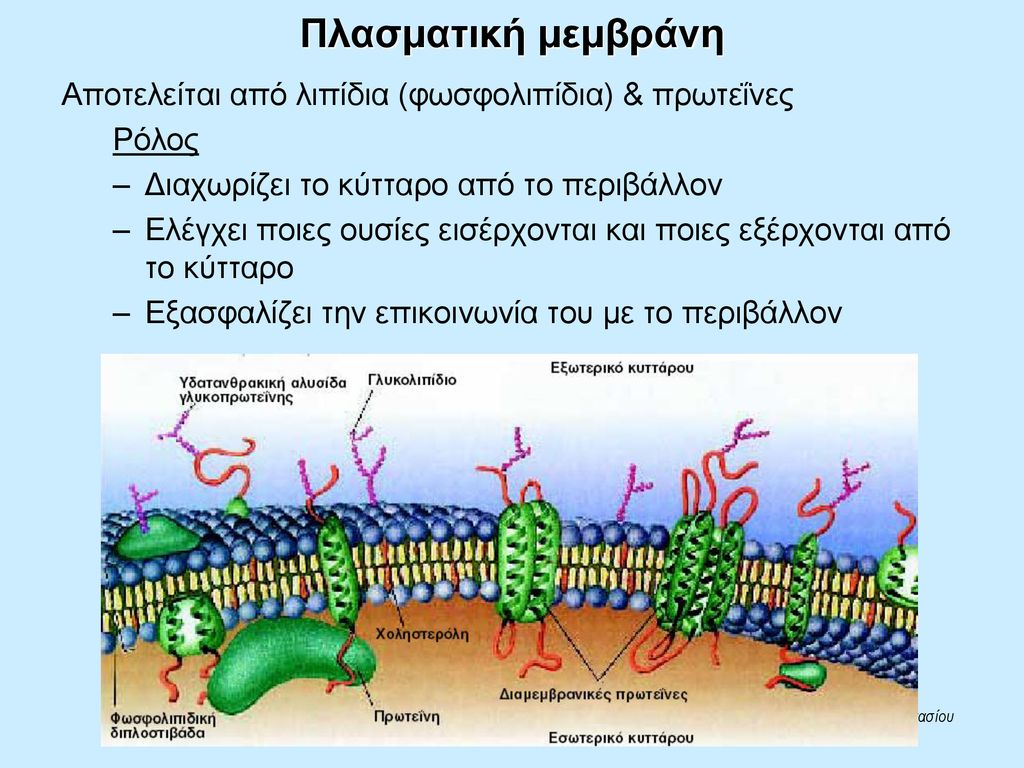 Πλασματική μεμβράνη
Αποτελείται από λιπίδια (φωσφολιπίδια) & πρωτεΐνες
Ρόλος
– Διαχωρίζει το κύτταρο από το περιβάλλον
– Ελέγχει ποιες ουσίες εισέρχονται και ποιες εξέρχονται από
το κύτταρο
– Εξασφαλίζει την επικοινωνία του με το περιβάλλον
Εξωτερικό κυττάρου
Υδατανθρακική αλυσίδα
γλυκοπρωτεΐνης
Γλυκολιπίδιο
Χοληστερόλη
Διαμεμβρανικές πρωτεΐνες
Φωσφολιπιδική
διπλοστιβάδα
Πρωτεΐνη
Εσωτερικό κυττάρου